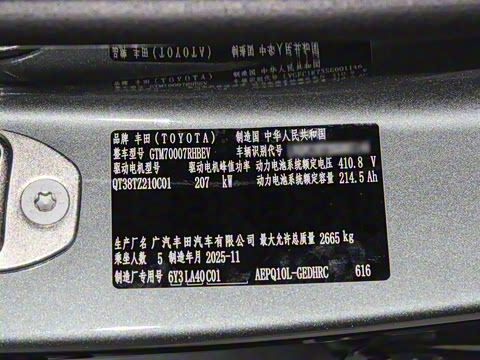 品牌 丰田(TOYOTA) 制造国 中华人民共和国
整车型号 GTM70007RHBEV 车辆识别代号
驱动电机型号 驱动电机峰值功率 动力电池系统额定电压 410.8 V
QT38TZ210C01 207 kW 动力电池系统额定容量 214.5 Ah
生产厂名 广汽丰田汽车有限公司 最大允许总质量 2665 kg
乘坐人数 5 制造年月 2025-11
制造厂专用号 6Y3LA40C01 AEPQ10L-GEDHRC 616